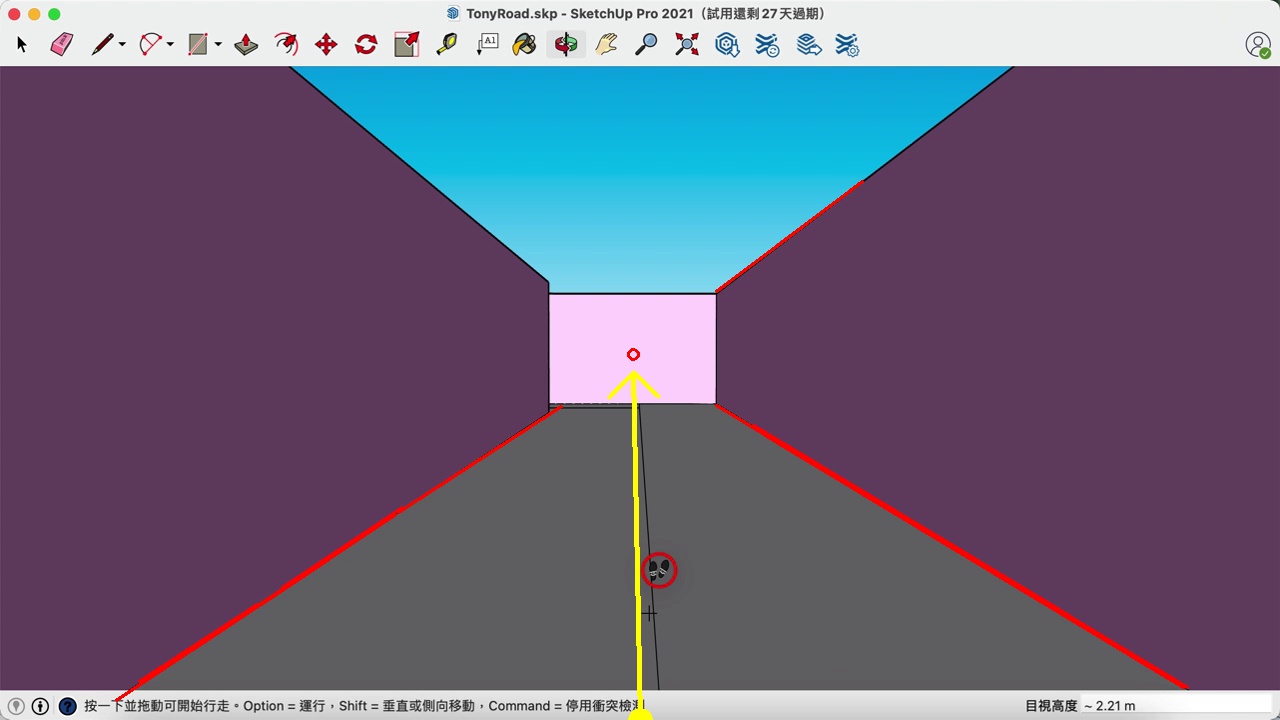 TonyRoad.skp - SketchUp Pro 2021（試用還剩27天過期）
A1
按一下並拖動可開始行走。Option = 運行，Shift = 垂直或側向移動，Command = 停用衝突檢測
目視高度 ~ 2.21 m